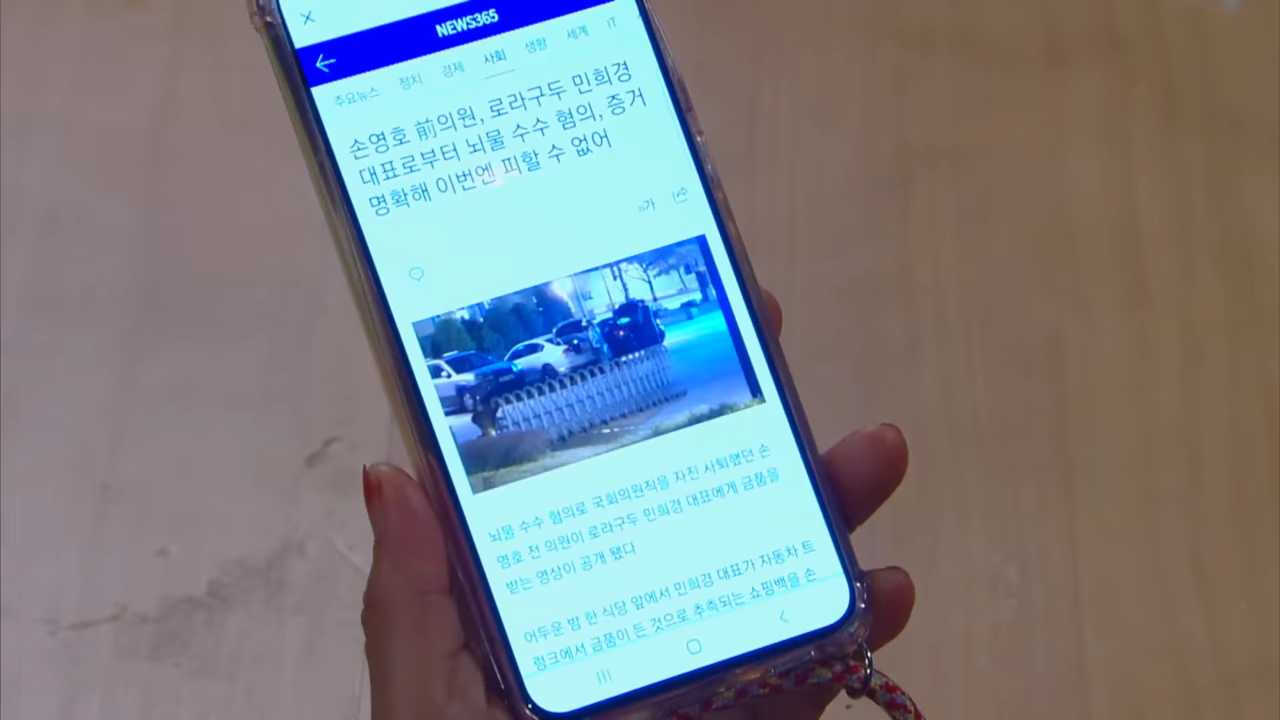 NEWS365
주요뉴스 정치 경제 사회 생활 세계 IT
손영호 前의원, 로라구두 민희경
대표로부터 뇌물 수수 혐의, 증거
명확해 이번엔 피할 수 없어
가
뇌물 수수 혐의로 국회의원직을 자진 사퇴했던 손
영호 전 의원이 로라구두 민희경 대표에게 금품을
받는 영상이 공개 됐다
어두운 밤 한 식당 앞에서 민희경 대표가 자동차 트
렁크에서 금품이 든 것으로 추측되는 쇼핑백을 손